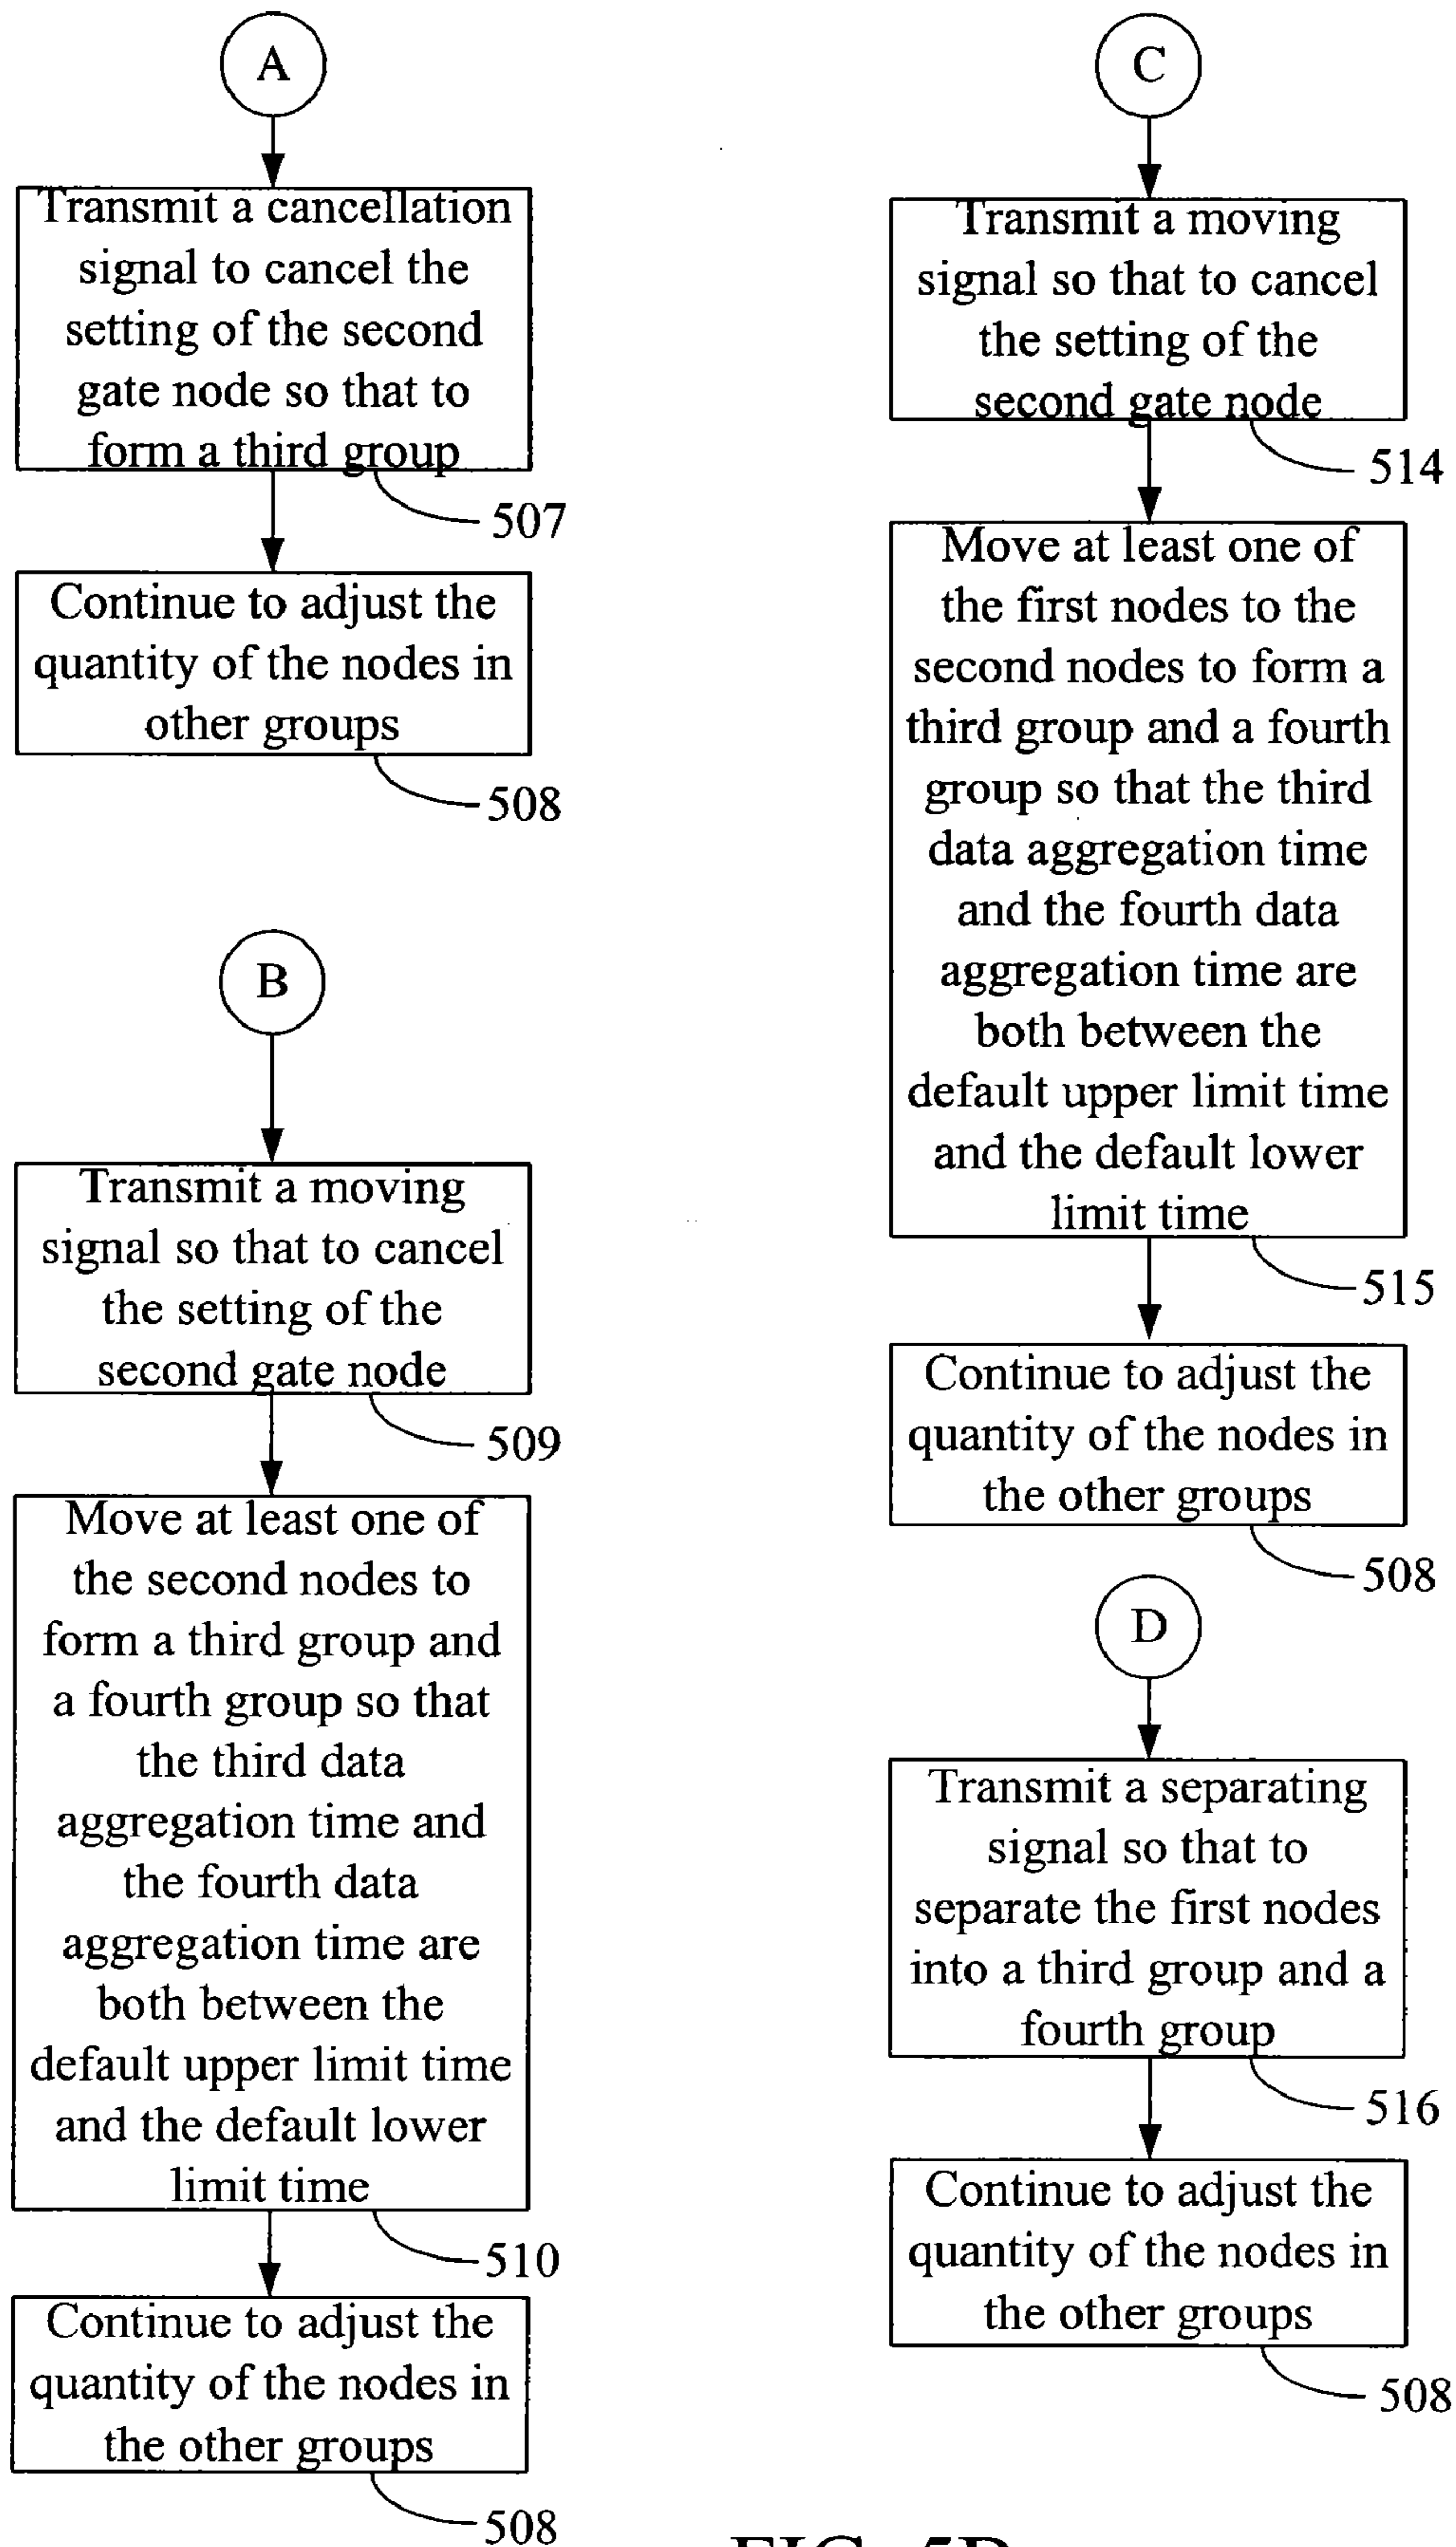 A
Transmit a cancellation
signal to cancel the
setting of the second
gate node so that to
form a third group
507
Continue to adjust the
quantity of the nodes in
other groups
508
B
Transmit a moving
signal so that to cancel
the setting of the
second gate node
509
Move at least one of
the second nodes to
form a third group and
a fourth group so that
the third data
aggregation time and
the fourth data
aggregation time are
both between the
default upper limit time
and the default lower
limit time
510
Continue to adjust the
quantity of the nodes in
the other groups
508
C
Transmit a moving
signal so that to cancel
the setting of the
second gate node
514
Move at least one of
the first nodes to the
second nodes to form a
third group and a fourth
group so that the third
data aggregation time
and the fourth data
aggregation time are
both between the
default upper limit time
and the default lower
limit time
515
Continue to adjust the
quantity of the nodes in
the other groups
508
D
Transmit a separating
signal so that to
separate the first nodes
into a third group and a
fourth group
516
Continue to adjust the
quantity of the nodes in
the other groups
508